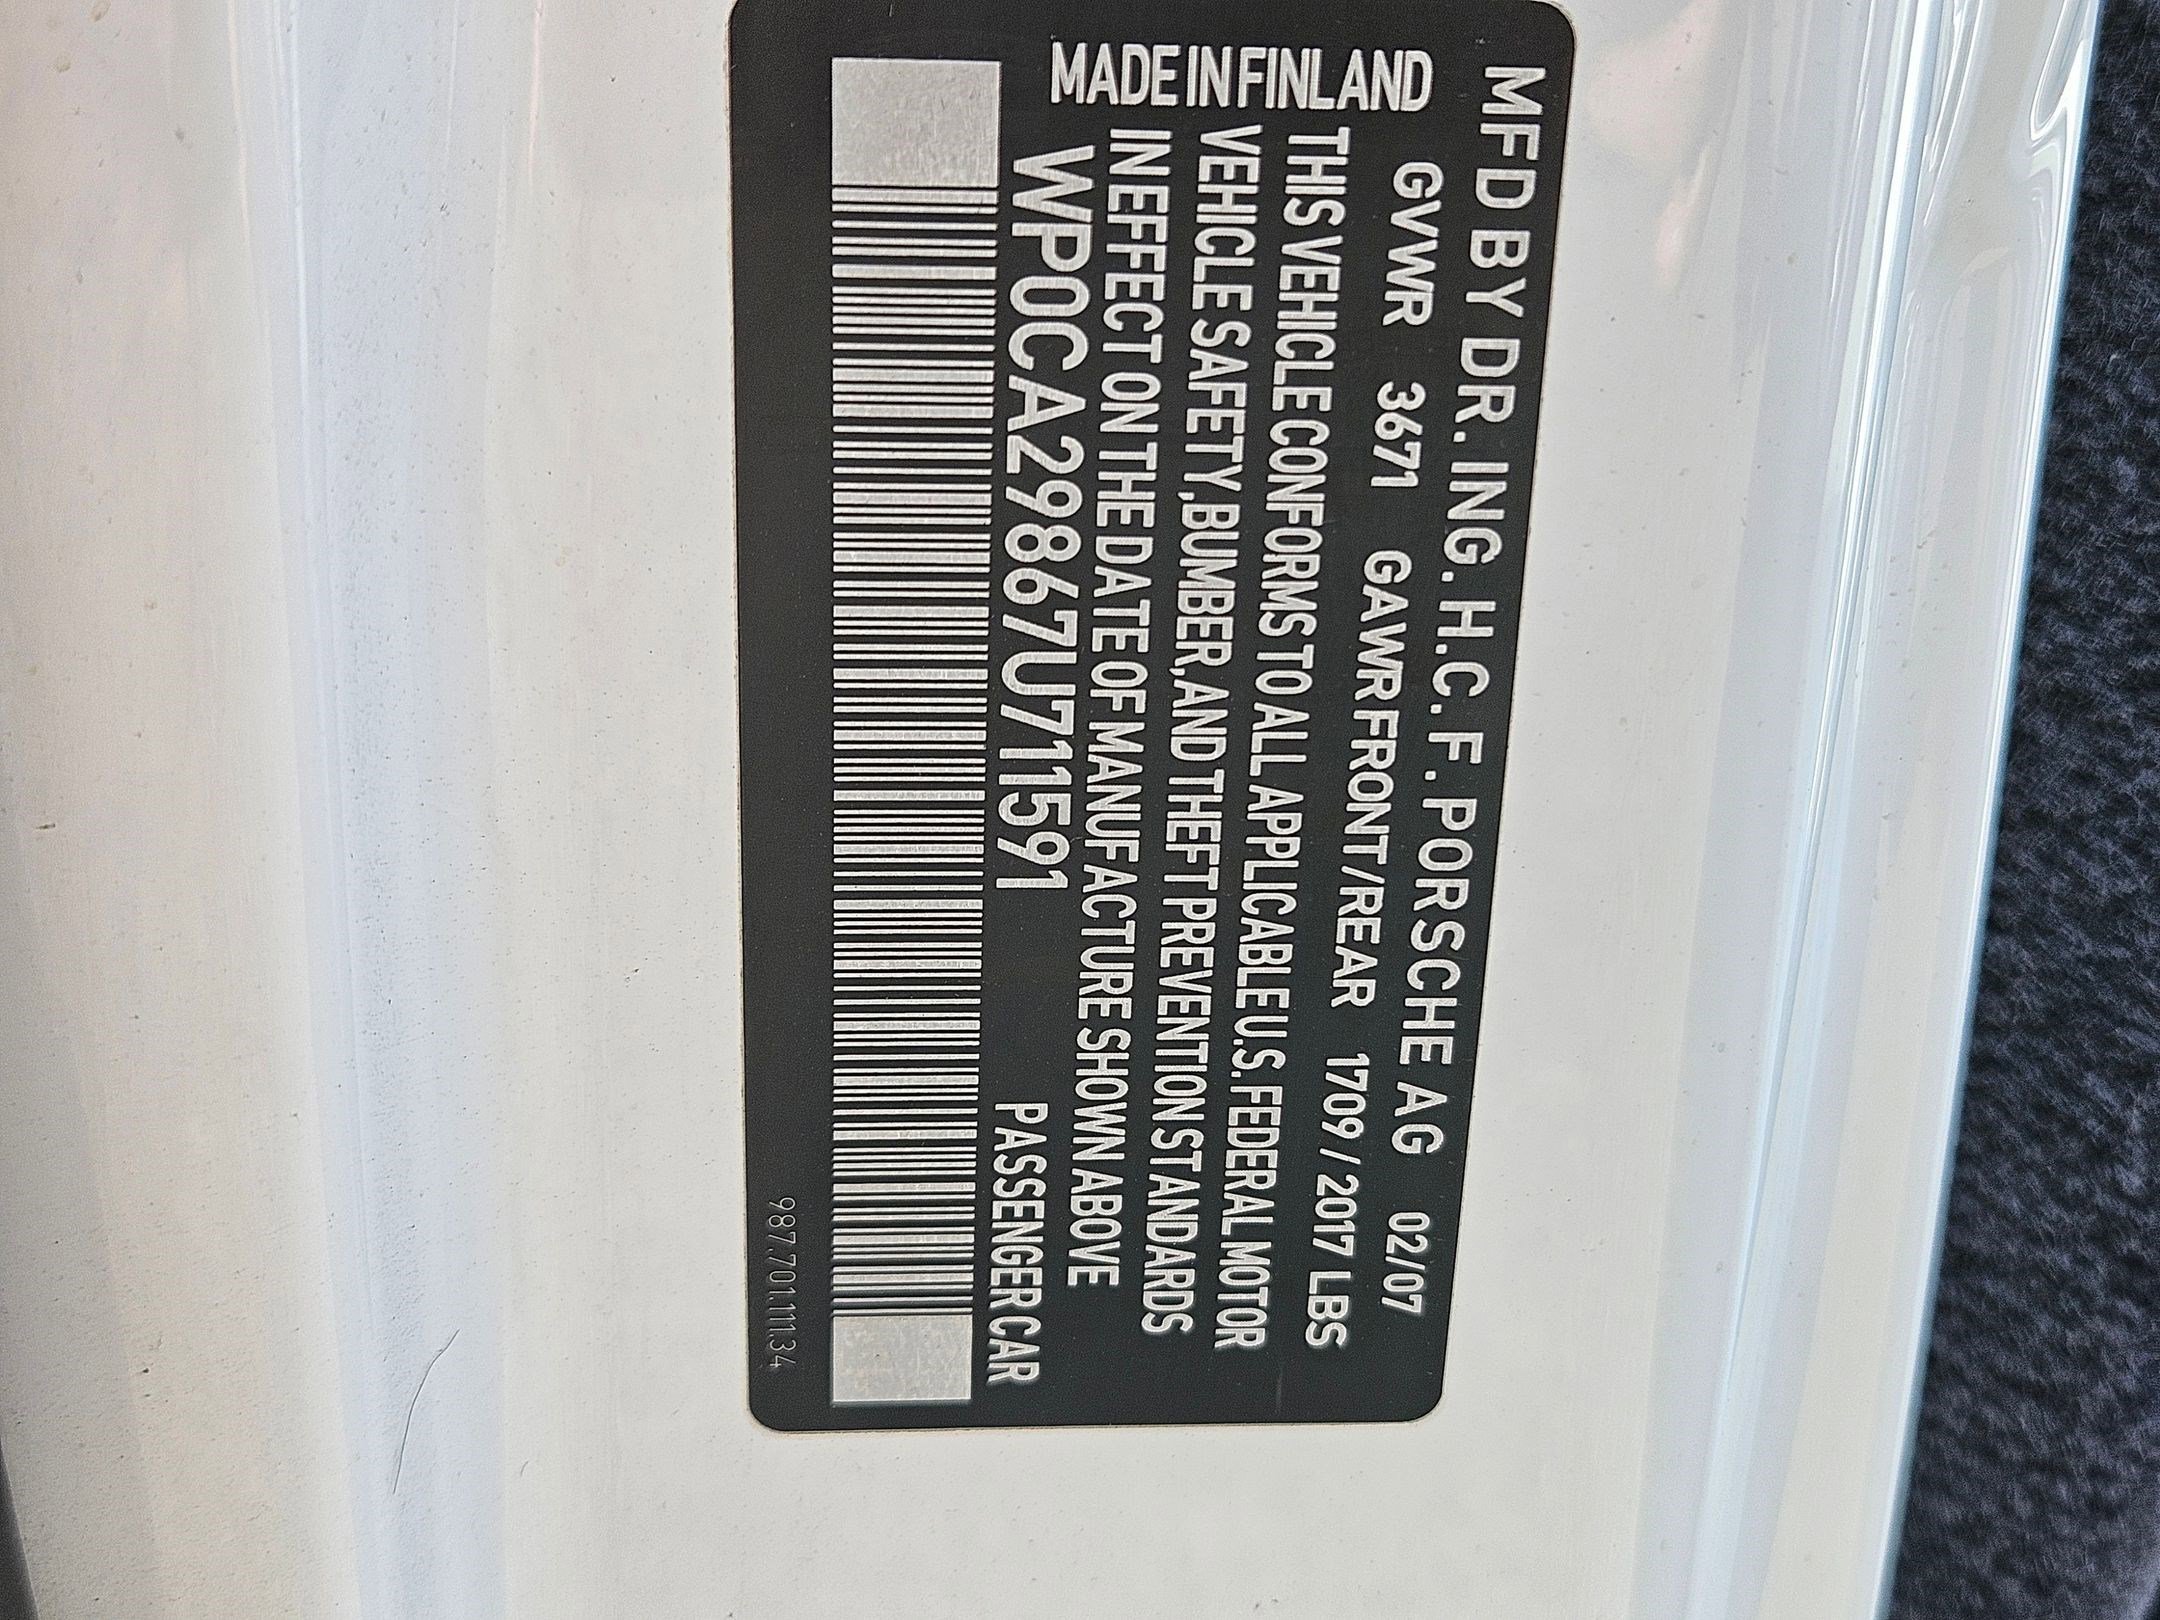 MFD BY DR. ING. H.C. F. PORSCHE AG 02/07
GVWR 3671 GAWR FRONT/REAR 1709/2017 LBS
THIS VEHICLE CONFORMS TO ALL APPLICABLE U.S. FEDERAL MOTOR
VEHICLE SAFETY, BUMBER, AND THEFT PREVENTION STANDARDS
IN EFFECT ON THE DATE OF MANUFACTURE SHOWN ABOVE
MADE IN FINLAND
WP0CA29867U711591 PASSENGER CAR
987.701.111.34